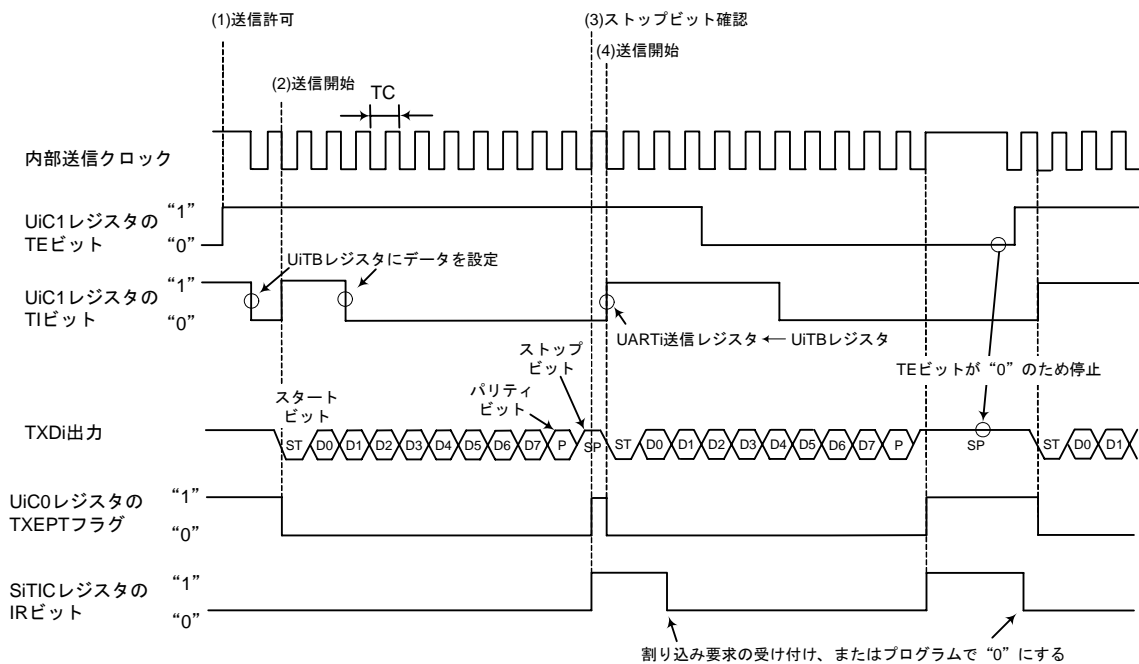 (1)送信許可
(3)ストップビット確認
(4)送信開始
(2)送信開始
TC
内部送信クロック
UiC1レジスタの
TEビット
“1”
“0”
UiTBレジスタにデータを設定
UiC1レジスタの
TIビット
“1”
“0”
UARTi送信レジスタ ← UiTBレジスタ
TEビットが“0”のため停止
スタート
ビット
パリティ
ビット
ストップ
ビット
TXDi出力
ST D0 D1 D2 D3 D4 D5 D6 D7 P SP ST D0 D1 D2 D3 D4 D5 D6 D7 P SP ST D0 D1
UiC0レジスタの
TXEPTフラグ
“1”
“0”
SiTICレジスタの
IRビット
“1”
“0”
割り込み要求の受け付け、またはプログラムで“0”にする